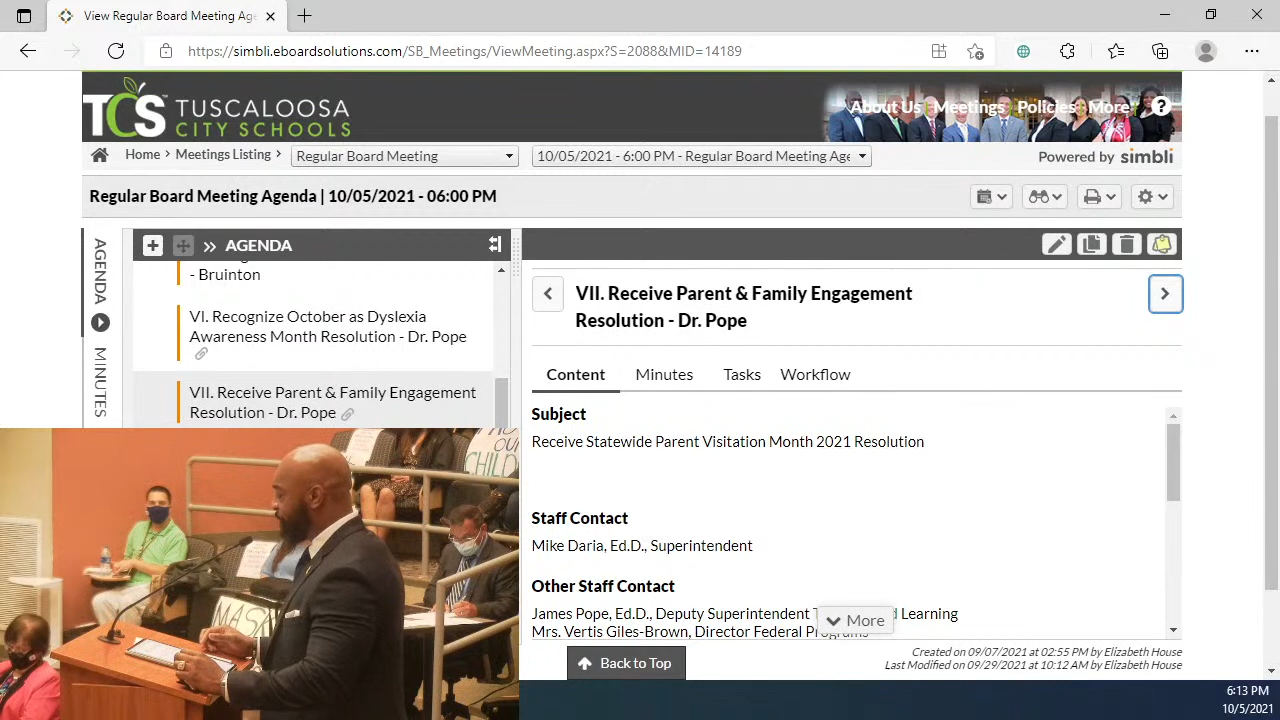 View Regular Board Meeting Age
https://simbli.eboardsolutions.com/SB_Meetings/ViewMeeting.aspx?S=2088&MID=14189
TCS TUSCALOOSA
CITY SCHOOLS
About Us Meetings Policies More
Home Meetings Listing Regular Board Meeting 10/05/2021 - 6:00 PM - Regular Board Meeting Age Powered by simbli
Regular Board Meeting Agenda | 10/05/2021 - 06:00 PM
AGENDA
MINUTES
AGENDA
- Bruinton
VI. Recognize October as Dyslexia
Awareness Month Resolution - Dr. Pope
VII. Receive Parent & Family Engagement
Resolution - Dr. Pope
VII. Receive Parent & Family Engagement
Resolution - Dr. Pope
Content Minutes Tasks Workflow
Subject
Receive Statewide Parent Visitation Month 2021 Resolution
Staff Contact
Mike Daria, Ed.D., Superintendent
Other Staff Contact
James Pope, Ed.D., Deputy Superintendent T d Learning
Mrs. Vertis Giles-Brown, Director Federal Programs
More
Back to Top
Created on 09/07/2021 at 02:55 PM by Elizabeth House
Last Modified on 09/29/2021 at 10:12 AM by Elizabeth House
OUR
CHILD
MASK
6:13 PM
10/5/2021